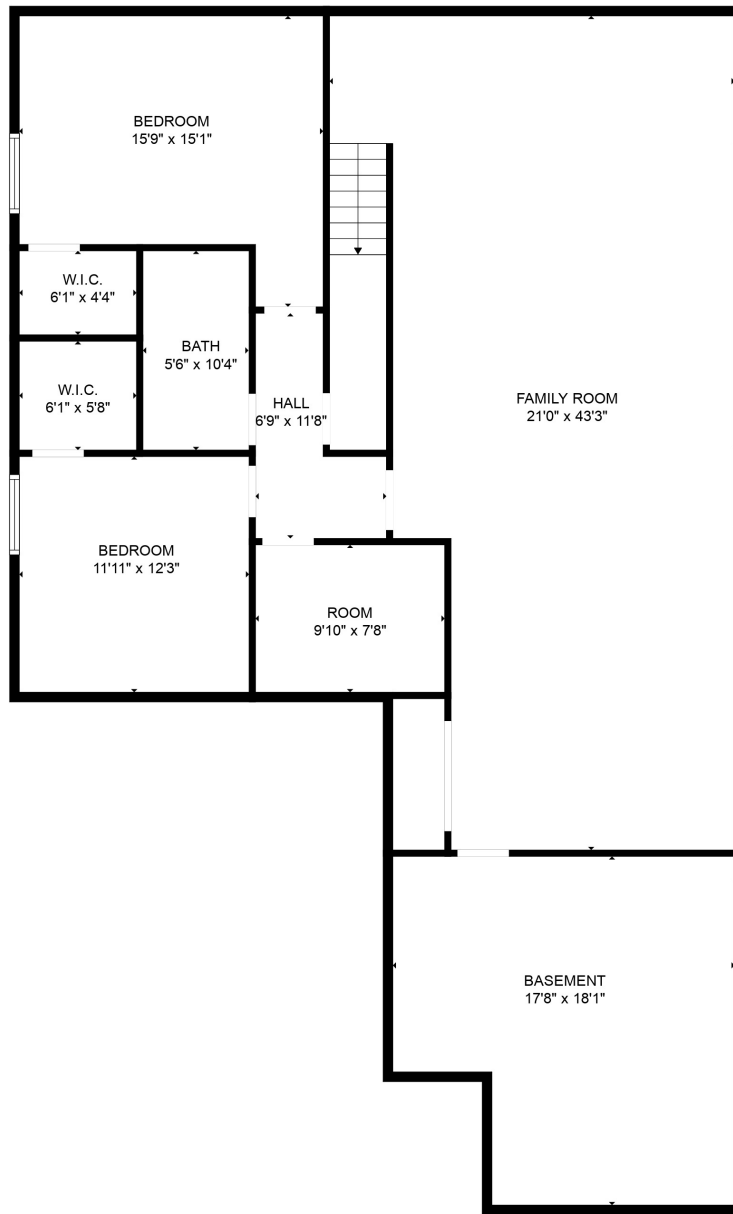 BEDROOM
15'9" x 15'1"
W.I.C.
6'1" x 4'4"
BATH
5'6" x 10'4"
W.I.C.
6'1" x 5'8"
HALL
6'9" x 11'8"
FAMILY ROOM
21'0" x 43'3"
BEDROOM
11'11" x 12'3"
ROOM
9'10" x 7'8"
BASEMENT
17'8" x 18'1"